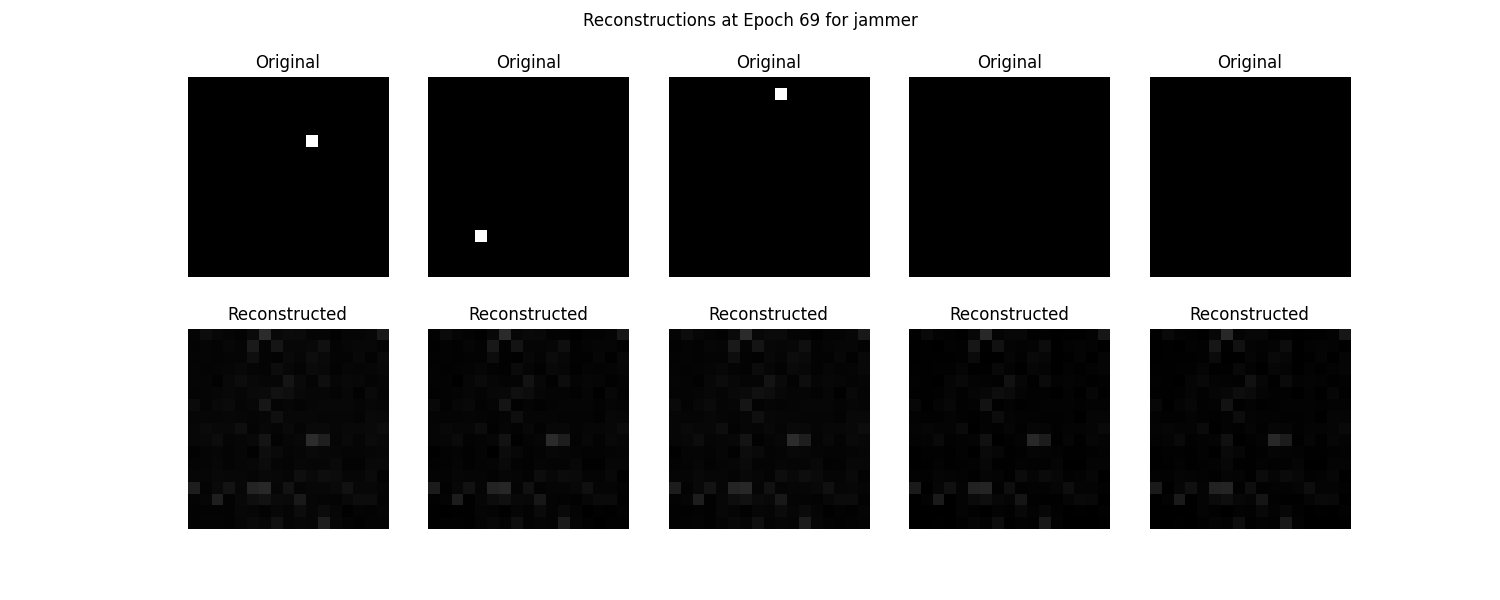 Reconstructions at Epoch 69 for jammer
Original Original Original Original Original
Reconstructed Reconstructed Reconstructed Reconstructed Reconstructed